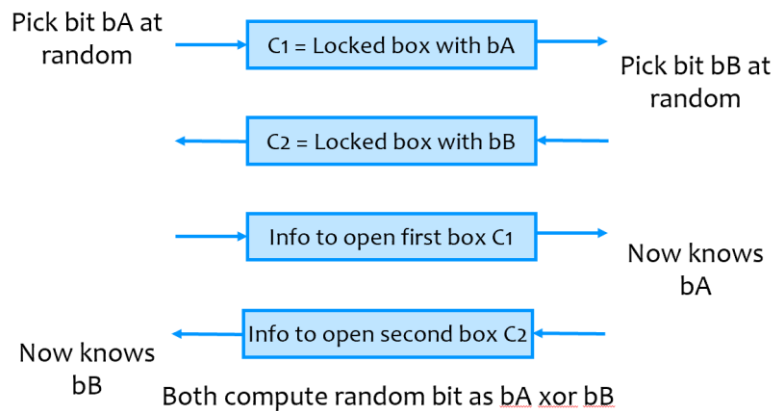 Pick bit bA at
random
C1 = Locked box with bA
Pick bit bB at
random
C2 = Locked box with bB
Info to open first box C1
Now knows
bA
Info to open second box C2
Now knows
bB
Both compute random bit as bA xor bB